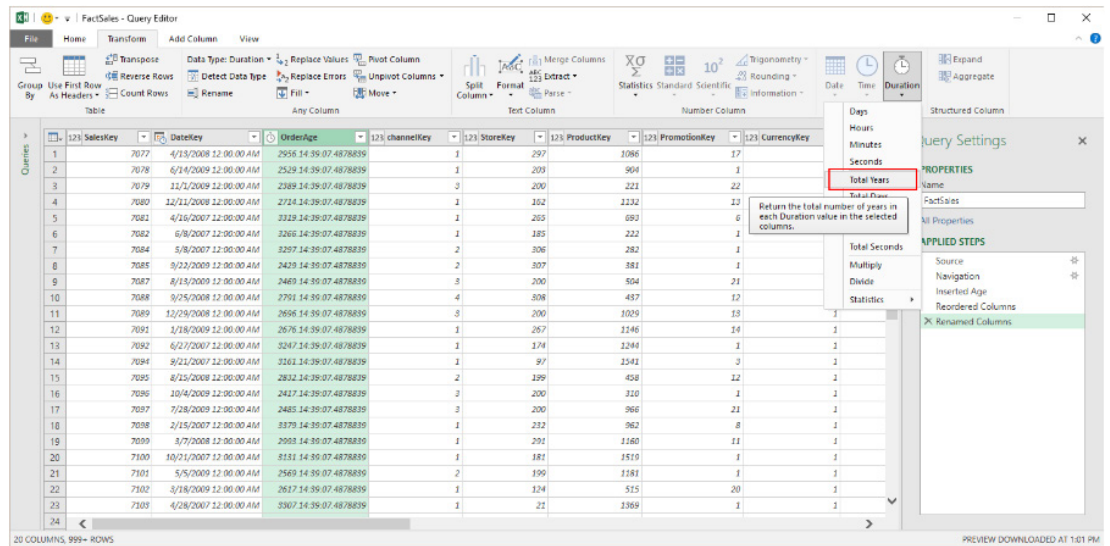 FactSales - Query Editor
File Home Transform Add Column View
Group By
Use First Row As Headers
Transpose
Reverse Rows
Count Rows
Table
Data Type: Duration
Detect Data Type
Rename
Replace Values
Replace Errors
Fill
Pivot Column
Unpivot Columns
Move
Any Column
Split Column
Format
Merge Columns
Extract
Parse
Text Column
Statistics
Standard
Scientific
Trigonometry
Rounding
Information
Number Column
Date
Time
Duration
Expand
Aggregate
Structured Column
Days
Hours
Minutes
Seconds
Total Years
Total Days
Return the total number of years in
each Duration value in the selected
columns.
Total Seconds
Multiply
Divide
Statistics
Queries
SalesKey DateKey OrderAge channelKey StoreKey ProductKey PromotionKey CurrencyKey
1 7077 4/13/2008 12:00:00 AM 2956.14:39:07.4878839 1 297 1086 17
2 7078 6/14/2009 12:00:00 AM 2529.14:39:07.4878839 1 203 904 1
3 7079 11/1/2009 12:00:00 AM 2389.14:39:07.4878839 3 200 221 22
4 7080 12/11/2008 12:00:00 AM 2714.14:39:07.4878839 1 162 1132 13
5 7081 4/16/2007 12:00:00 AM 3319.14:39:07.4878839 1 265 693 6
6 7082 6/8/2007 12:00:00 AM 3266.14:39:07.4878839 1 185 222 1
7 7084 5/8/2007 12:00:00 AM 3297.14:39:07.4878839 2 306 282 1
8 7085 9/22/2009 12:00:00 AM 2429.14:39:07.4878839 2 307 381 1
9 7087 8/13/2009 12:00:00 AM 2469.14:39:07.4878839 3 200 504 21
10 7088 9/25/2008 12:00:00 AM 2791.14:39:07.4878839 4 308 437 12
11 7089 12/29/2008 12:00:00 AM 2696.14:39:07.4878839 3 200 1029 13 1
12 7091 1/18/2009 12:00:00 AM 2676.14:39:07.4878839 1 267 1146 14 1
13 7092 6/27/2007 12:00:00 AM 3247.14:39:07.4878839 1 174 1244 1 1
14 7094 9/21/2007 12:00:00 AM 3161.14:39:07.4878839 1 97 1541 3 1
15 7095 8/15/2008 12:00:00 AM 2832.14:39:07.4878839 2 199 458 12 1
16 7096 10/4/2009 12:00:00 AM 2417.14:39:07.4878839 3 200 310 1 1
17 7097 7/28/2009 12:00:00 AM 2485.14:39:07.4878839 3 200 966 21 1
18 7098 2/15/2007 12:00:00 AM 3379.14:39:07.4878839 1 232 962 8 1
19 7099 3/7/2008 12:00:00 AM 2993.14:39:07.4878839 1 291 1160 11 1
20 7100 10/21/2007 12:00:00 AM 3131.14:39:07.4878839 1 181 1519 1 1
21 7101 5/5/2009 12:00:00 AM 2569.14:39:07.4878839 2 199 1181 1 1
22 7102 3/18/2009 12:00:00 AM 2617.14:39:07.4878839 1 124 515 20 1
23 7103 4/28/2007 12:00:00 AM 3307.14:39:07.4878839 1 21 1369 1 1
24
uery Settings
PROPERTIES
Name
FactSales
All Properties
APPLIED STEPS
Source
Navigation
Inserted Age
Reordered Columns
Renamed Columns
20 COLUMNS, 999+ ROWS
PREVIEW DOWNLOADED AT 1:01 PM